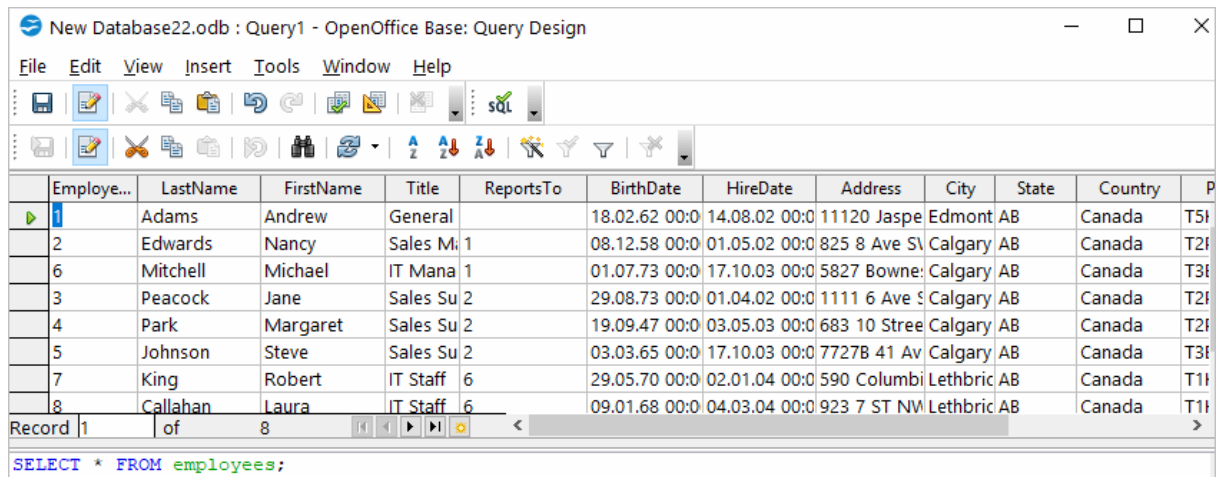 New Database22.odb : Query1 - OpenOffice Base: Query Design
File Edit View Insert Tools Window Help
SQL
Employe... LastName FirstName Title ReportsTo BirthDate HireDate Address City State Country P
1 Adams Andrew General 18.02.62 00:0 14.08.02 00:0 11120 Jaspe Edmont AB Canada T5H
2 Edwards Nancy Sales Ma 1 08.12.58 00:0 01.05.02 00:0 825 8 Ave SW Calgary AB Canada T2P
6 Mitchell Michael IT Mana 1 01.07.73 00:0 17.10.03 00:0 5827 Bownes Calgary AB Canada T3B
3 Peacock Jane Sales Su 2 29.08.73 00:0 01.04.02 00:0 1111 6 Ave S Calgary AB Canada T2P
4 Park Margaret Sales Su 2 19.09.47 00:0 03.05.03 00:0 683 10 Stree Calgary AB Canada T2P
5 Johnson Steve Sales Su 2 03.03.65 00:0 17.10.03 00:0 7727B 41 Av Calgary AB Canada T3B
7 King Robert IT Staff 6 29.05.70 00:0 02.01.04 00:0 590 Columbi Lethbric AB Canada T1H
8 Callahan Laura IT Staff 6 09.01.68 00:0 04.03.04 00:0 923 7 ST NW Lethbric AB Canada T1H
Record 1 of 8
SELECT * FROM employees;